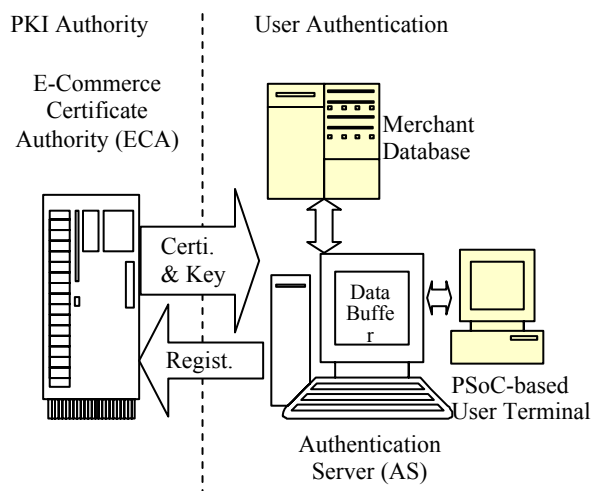 PKI Authority
User Authentication
E-Commerce
Certificate
Authority (ECA)
Merchant
Database
Certi.
& Key
Data
Buffe
r
Regist.
PSoC-based
User Terminal
Authentication
Server (AS)